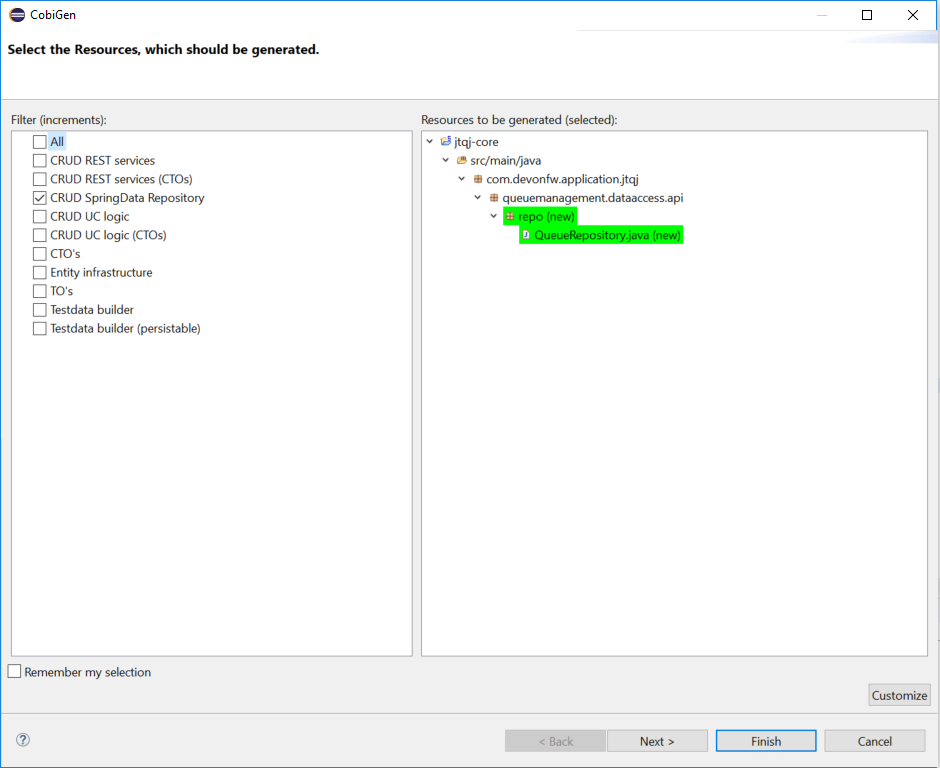 CobiGen
Select the Resources, which should be generated.
Filter (increments):
All
CRUD REST services
CRUD REST services (CTOs)
CRUD SpringData Repository
CRUD UC logic
CRUD UC logic (CTOs)
CTO's
Entity infrastructure
TO's
Testdata builder
Testdata builder (persistable)
Resources to be generated (selected):
jtqj-core
src/main/java
com.devonfw.application.jtqj
queuemanagement.dataaccess.api
repo (new)
QueueRepository.java (new)
Remember my selection
Customize
?
< Back
Next >
Finish
Cancel